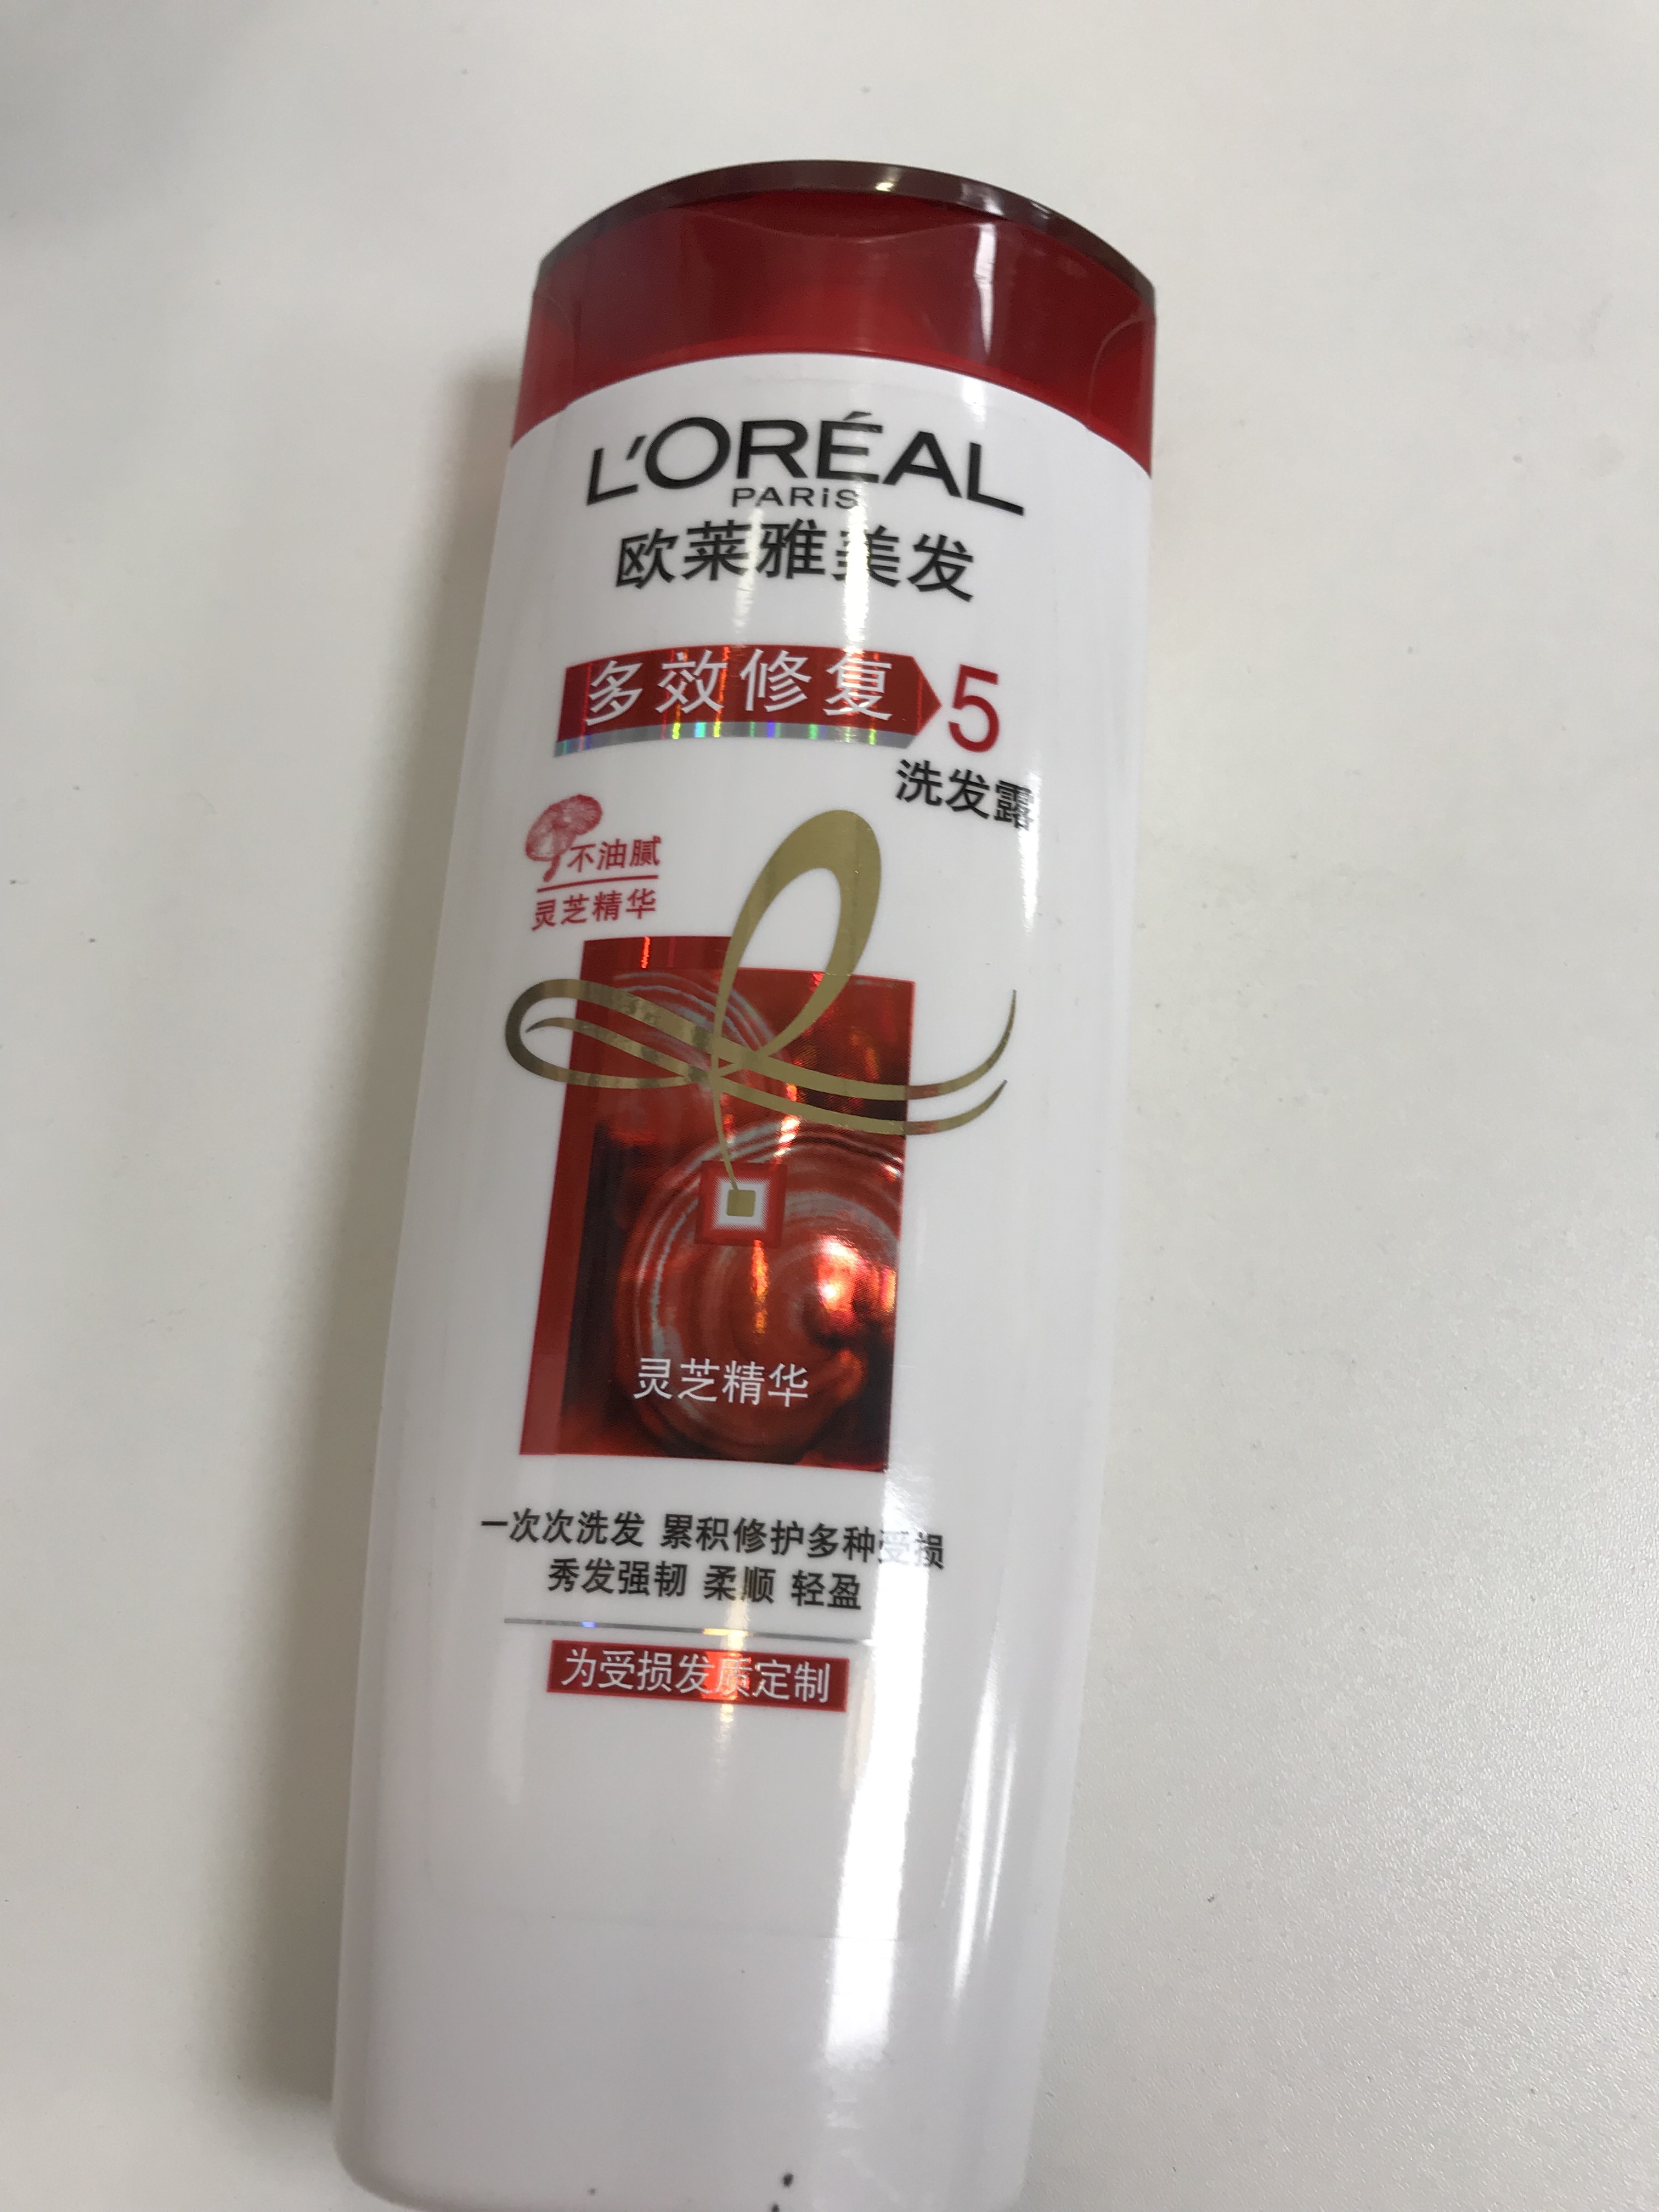 L'ORÉAL
PARiS
欧莱雅美发
多效修复5
洗发露
不油腻
灵芝精华
灵芝精华
一次次洗发 累积修护多种受损
秀发强韧 柔顺 轻盈
为受损发质定制